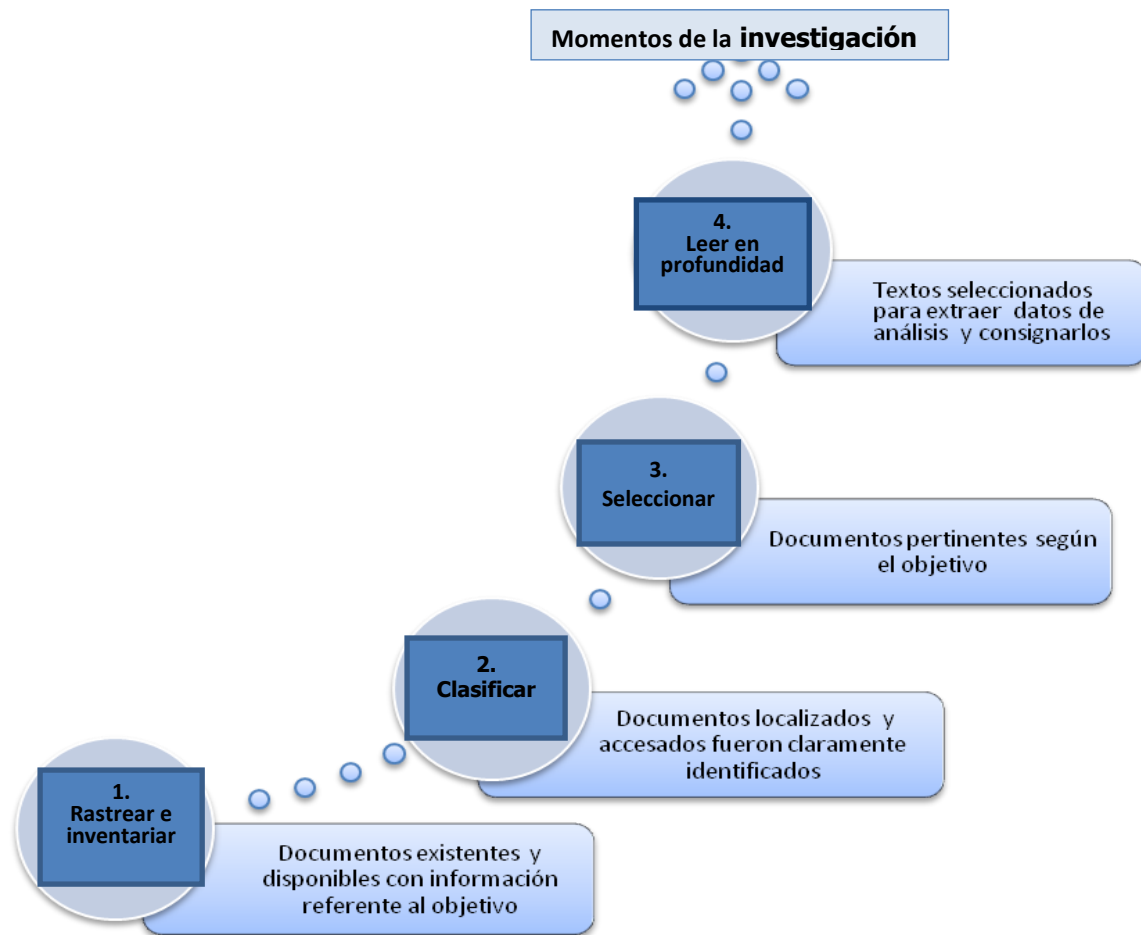 Momentos de la investigación
4.
Leer en
profundidad
Textos seleccionados
para extraer datos de
análisis y consignarlos
3.
Seleccionar
Documentos pertinentes según
el objetivo
2.
Clasificar
Documentos localizados y
accesados fueron claramente
identificados
1.
Rastrear e
inventariar
Documentos existentes y
disponibles con información
referente al objetivo